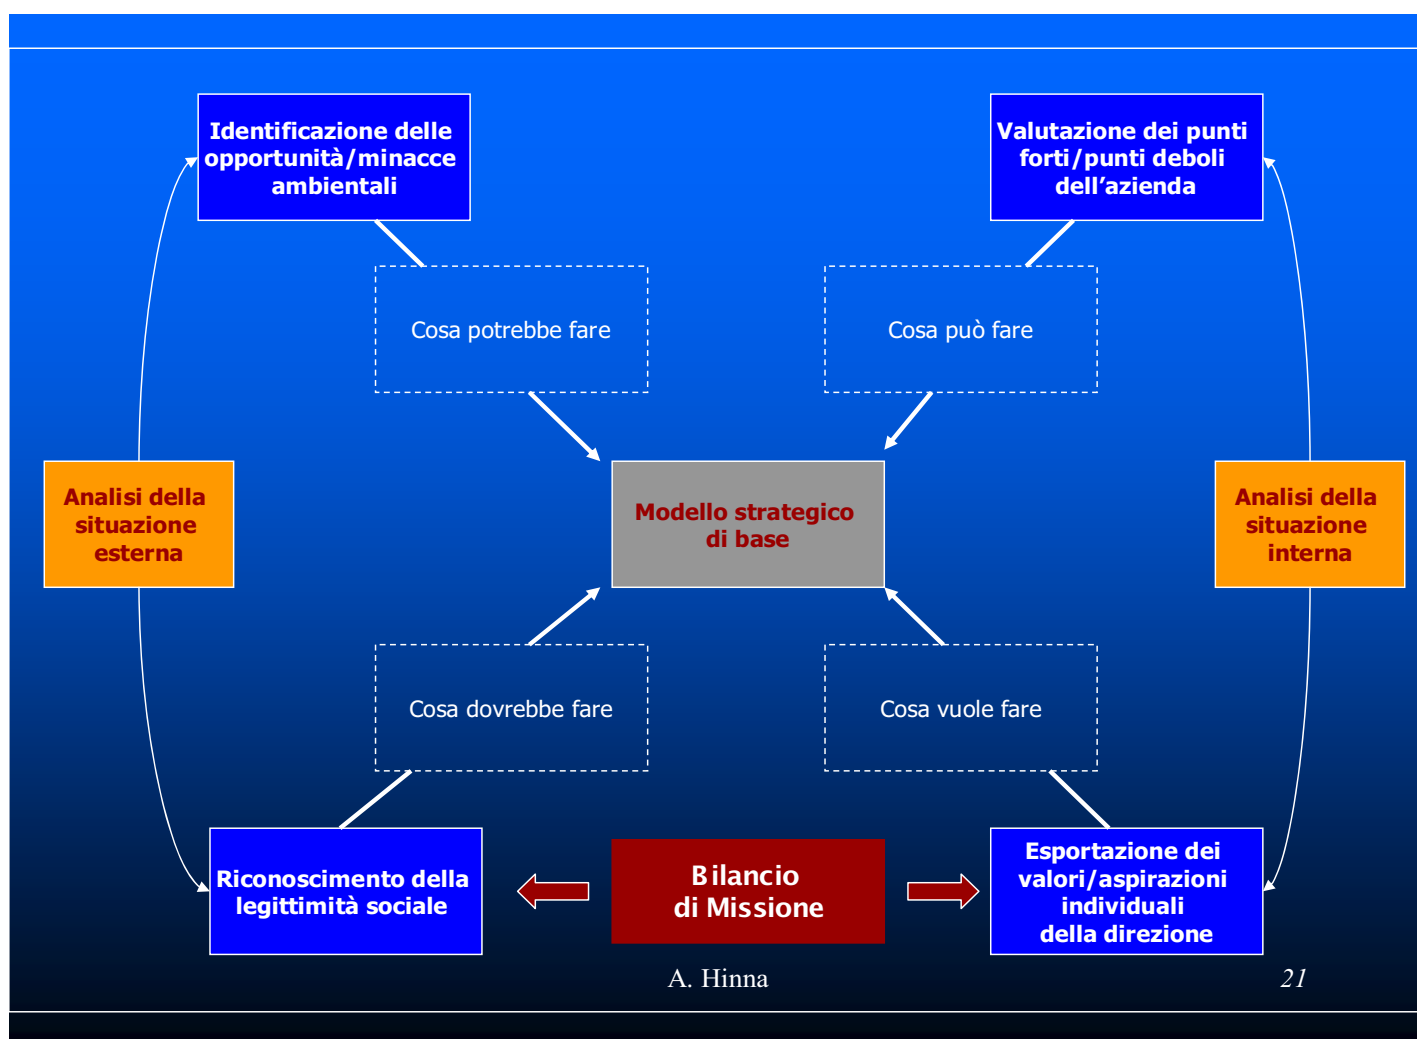 Identificazione delle
opportunità/minacce
ambientali
Valutazione dei punti
forti/punti deboli
dell’azienda
Cosa potrebbe fare
Cosa può fare
Analisi della
situazione
esterna
Modello strategico
di base
Analisi della
situazione
interna
Cosa dovrebbe fare
Cosa vuole fare
Riconoscimento della
legittimità sociale
Bilancio
di Missione
Esportazione dei
valori/aspirazioni
individuali
della direzione
A. Hinna
21